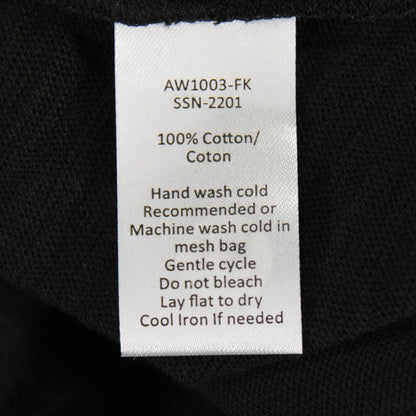 AW1003-FK
SSN-2201
100% Cotton/
Coton
Hand wash cold
Recommended or
Machine wash cold in
mesh bag
Gentle cycle
Do not bleach
Lay flat to dry
Cool Iron If needed